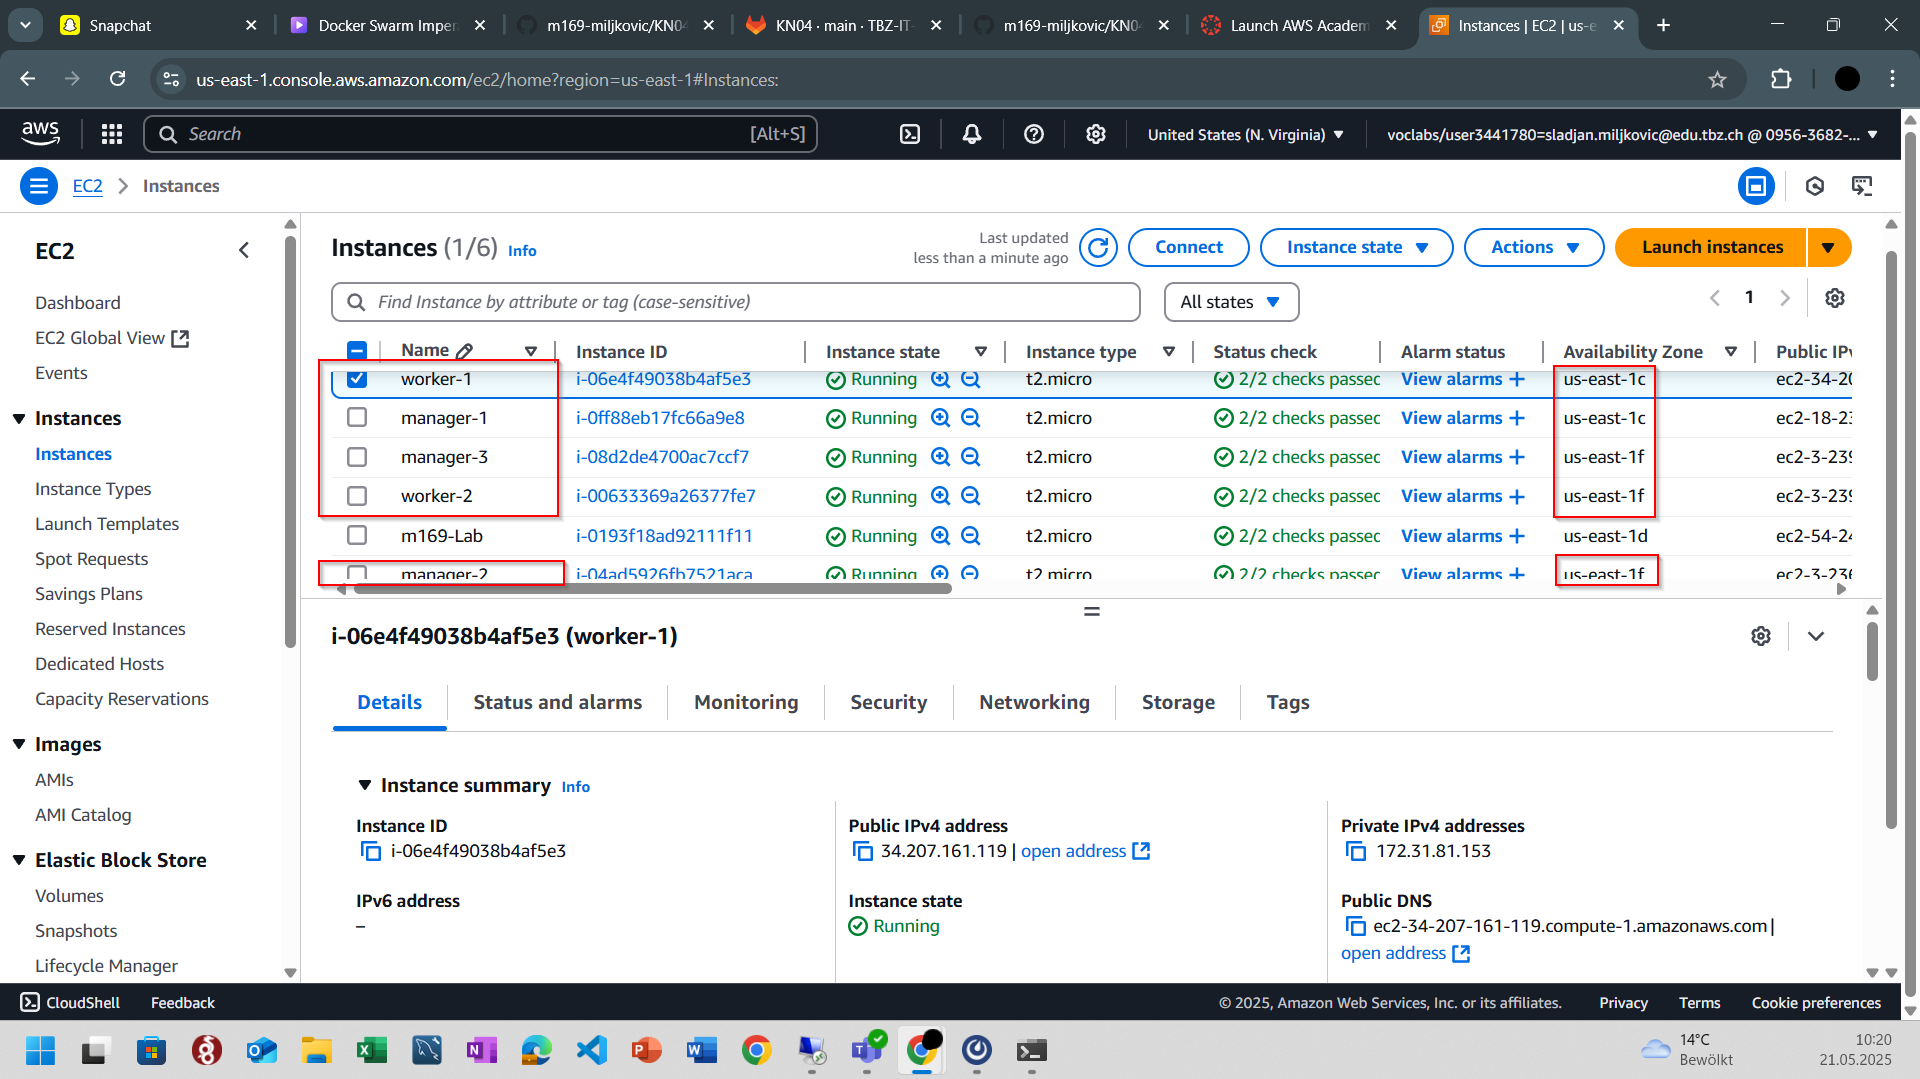 Snapchat
Docker Swarm Imper
m169-miljkovic/KN04
KN04 · main · TBZ-IT-
m169-miljkovic/KN04
Launch AWS Academ
Instances | EC2 | us-e
us-east-1.console.aws.amazon.com/ec2/home?region=us-east-1#Instances:
aws
Search
[Alt+S]
United States (N. Virginia)
voclabs/user3441780=sladjan.miljkovic@edu.tbz.ch @ 0956-3682-...
EC2
Instances
EC2
Dashboard
EC2 Global View
Events
Instances
Instances
Instance Types
Launch Templates
Spot Requests
Savings Plans
Reserved Instances
Dedicated Hosts
Capacity Reservations
Images
AMIs
AMI Catalog
Elastic Block Store
Volumes
Snapshots
Lifecycle Manager
Instances (1/6) Info
Last updated
less than a minute ago
Connect
Instance state
Actions
Launch instances
Find Instance by attribute or tag (case-sensitive)
All states
1
Name Instance ID Instance state Instance type Status check Alarm status Availability Zone Public IPv
worker-1 i-06e4f49038b4af5e3 Running t2.micro 2/2 checks passed View alarms us-east-1c ec2-34-20
manager-1 i-0ff88eb17fc66a9e8 Running t2.micro 2/2 checks passed View alarms us-east-1c ec2-18-23
manager-3 i-08d2de4700ac7ccf7 Running t2.micro 2/2 checks passed View alarms us-east-1f ec2-3-239
worker-2 i-00633369a26377fe7 Running t2.micro 2/2 checks passed View alarms us-east-1f ec2-3-239
m169-Lab i-0193f18ad92111f11 Running t2.micro 2/2 checks passed View alarms us-east-1d ec2-54-24
manager-2 i-04ad5926fb7521aca Running t2.micro 2/2 checks passed View alarms us-east-1f ec2-3-236
i-06e4f49038b4af5e3 (worker-1)
Details
Status and alarms
Monitoring
Security
Networking
Storage
Tags
Instance summary Info
Instance ID
i-06e4f49038b4af5e3
Public IPv4 address
34.207.161.119 | open address
Private IPv4 addresses
172.31.81.153
IPv6 address
–
Instance state
Running
Public DNS
ec2-34-207-161-119.compute-1.amazonaws.com |
open address
CloudShell
Feedback
© 2025, Amazon Web Services, Inc. or its affiliates.
Privacy
Terms
Cookie preferences
14°C
Bewölkt
10:20
21.05.2025